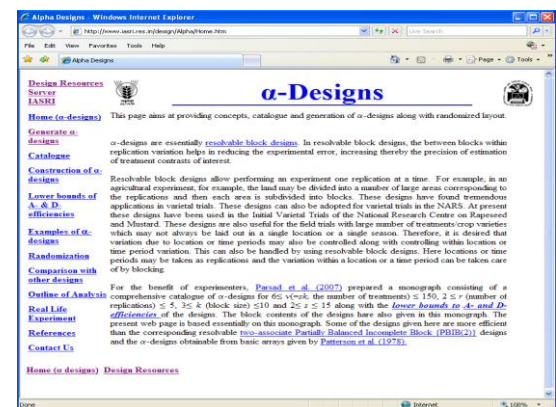 Alpha Designs - Windows Internet Explorer
http://www.iasri.res.in/design/Alpha/Home.htm
Live Search
File Edit View Favorites Tools Help
Alpha Designs
Page Tools
Design Resources
Server
IASRI
α-Designs
Home (α-designs)
Generate α-
designs
Catalogue
Construction of α-
designs
Lower bounds of
A- & D-
efficiencies
Examples of α-
designs
Randomization
Comparison with
other designs
Outline of Analysis
Real Life
Experiment
References
Contact Us
This page aims at providing concepts, catalogue and generation of α-designs along with randomized layout.
α-designs are essentially resolvable block designs. In resolvable block designs, the between blocks within
replication variation helps in reducing the experimental error, increasing thereby the precision of estimation
of treatment contrasts of interest.
Resolvable block designs allow performing an experiment one replication at a time. For example, in an
agricultural experiment, for example, the land may be divided into a number of large areas corresponding to
the replications and then each area is subdivided into blocks. These designs have found tremendous
applications in varietal trials. These designs can also be adopted for varietal trials in the NARS. At present
these designs have been used in the Initial Varietal Trials of the National Research Centre on Rapeseed
and Mustard. These designs are also useful for the field trials with large number of treatments/crop varieties
which may not always be laid out in a single location or a single season. Therefore, it is desired that
variation due to location or time periods may also be controlled along with controlling within location or
time period variation. This can also be handled by using resolvable block designs. Here locations or time
periods may be taken as replications and the variation within a location or a time period can be taken care
of by blocking.
For the benefit of experimenters, Parsad et al. (2007) prepared a monograph consisting of a
comprehensive catalogue of α-designs for 6≤ v(=sk, the number of treatments) ≤ 150, 2 ≤ r (number of
replications) ≤ 5, 3≤ k (block size) ≤10 and 2≤ s ≤ 15 along with the lower bounds to A- and D-
efficiencies of the designs. The block contents of the designs have also given in this monograph. The
present web page is based essentially on this monograph. Some of the designs given here are more efficient
than the corresponding resolvable two-associate Partially Balanced Incomplete Block {PBIB(2)} designs
and the α-designs obtainable from basic arrays given by Patterson et al. (1978).
Home (α designs) Design Resources
Done
Internet
100%